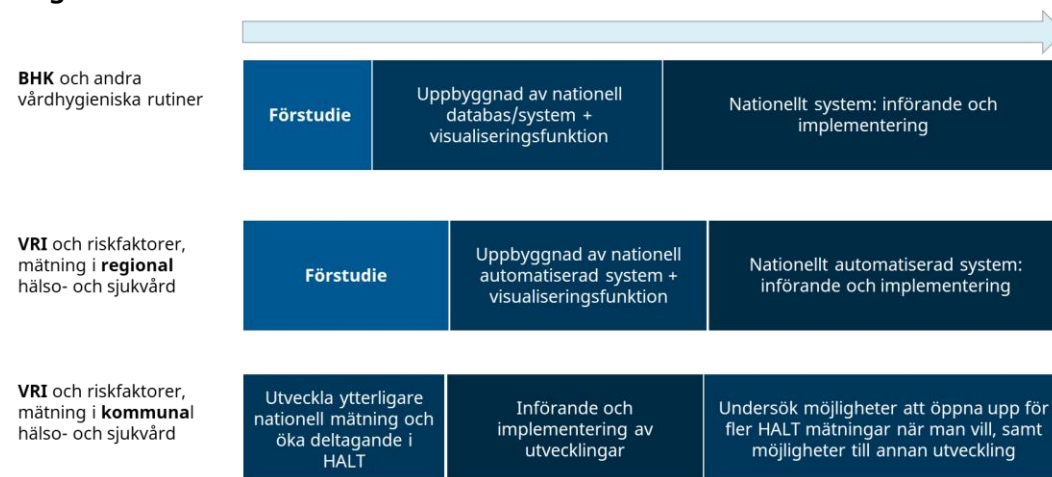 BHK och andra
vårdhygieniska rutiner
Förstudie
Uppbyggnad av nationell
databas/system +
visualiseringsfunktion
Nationellt system: införande och
implementering
VRI och riskfaktorer,
mätning i regional
hälso- och sjukvård
Förstudie
Uppbyggnad av nationell
automatiserad system +
visualiseringsfunktion
Nationellt automatiserad system:
införande och implementering
VRI och riskfaktorer,
mätning i kommunal
hälso- och sjukvård
Utveckla ytterligare
nationell mätning och
öka deltagande i
HALT
Införande och
implementering av
utvecklingar
Undersök möjligheter att öppna upp för
fler HALT mätningar när man vill, samt
möjligheter till annan utveckling